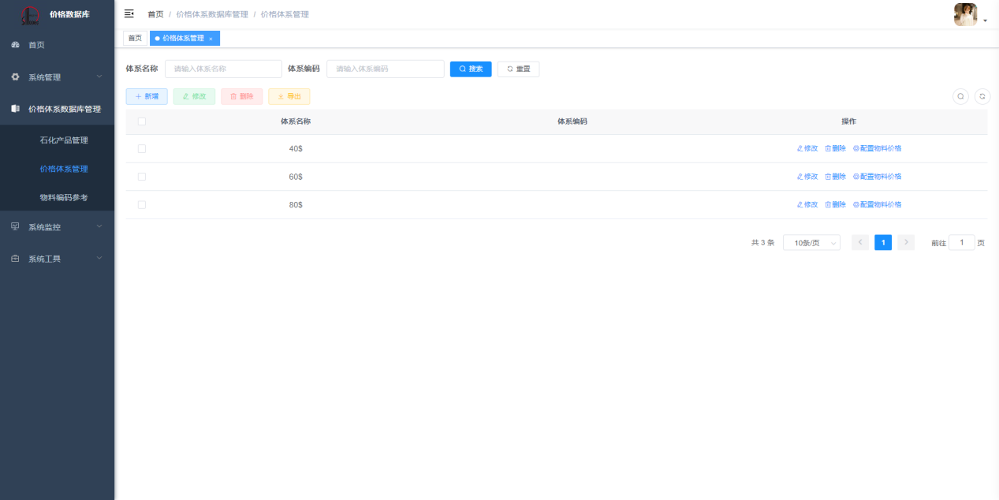 价格数据库
首页
系统管理
价格体系数据库管理
石化产品管理
价格体系管理
物料编码参考
系统监控
系统工具
首页 / 价格体系数据库管理 / 价格体系管理
首页 价格体系管理 ×
体系名称 请输入体系名称 体系编码 请输入体系编码 搜索 重置
+ 新增 修改 删除 导出
体系名称 体系编码 操作
40$ 修改 删除 配置物料价格
60$ 修改 删除 配置物料价格
80$ 修改 删除 配置物料价格
共 3 条 10条/页 < 1 > 前往 1 页